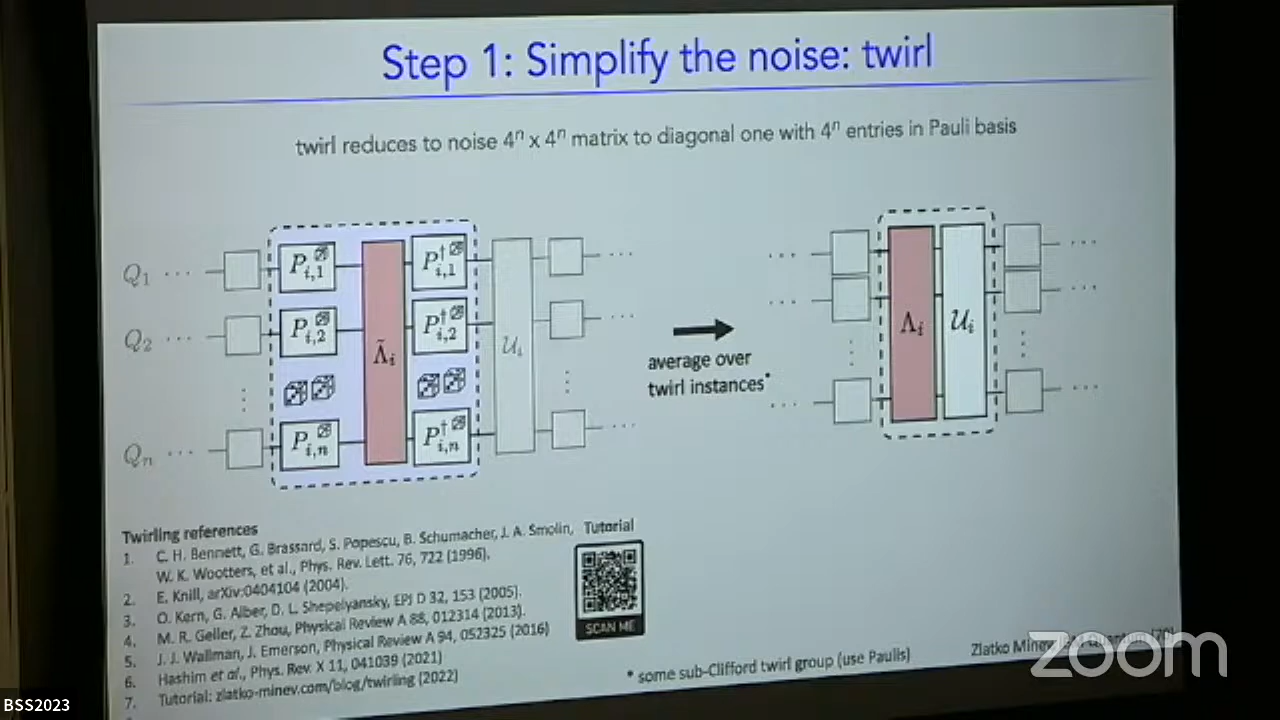 Step 1: Simplify the noise: twirl
twirl reduces to noise 4ⁿ x 4ⁿ matrix to diagonal one with 4ⁿ entries in Pauli basis
Q₁ ...
P_{i,1}
P†_{i,1}
...
Q₂ ...
P_{i,2}
Λ̃ᵢ
P†_{i,2}
𝒰ᵢ
...
Qₙ ...
P_{i,n}
P†_{i,n}
...
average over
twirl instances*
Λᵢ
𝒰ᵢ
Twirling references
1. C. H. Bennett, G. Brassard, S. Popescu, B. Schumacher, J. A. Smolin,
W. K. Wootters, et al., Phys. Rev. Lett. 76, 722 (1996).
2. E. Knill, arXiv:0404104 (2004).
3. O. Kern, G. Alber, D. L. Shepelyansky, EPJ D 32, 153 (2005).
4. M. R. Geller, Z. Zhou, Physical Review A 88, 012314 (2013).
5. J. J. Wallman, J. Emerson, Physical Review A 94, 052325 (2016)
6. Hashim et al., Phys. Rev. X 11, 041039 (2021)
7. Tutorial: zlatko-minev.com/blog/twirling (2022)
Tutorial
SCAN ME
* some sub-Clifford twirl group (use Paulis)
Zlatko Minev
zoom
BSS2023